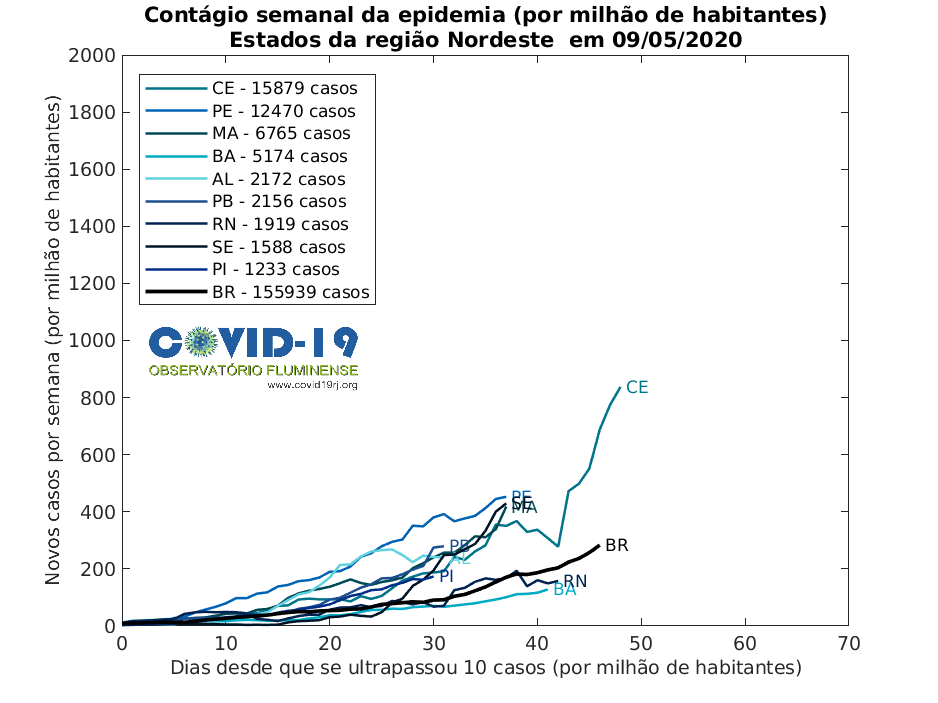 Contágio semanal da epidemia (por milhão de habitantes)
Estados da região Nordeste  em 09/05/2020
Novos casos por semana (por milhão de habitantes)
2000
1800
1600
1400
1200
1000
800
600
400
200
0
CE - 15879 casos
PE - 12470 casos
MA - 6765 casos
BA - 5174 casos
AL - 2172 casos
PB - 2156 casos
RN - 1919 casos
SE - 1588 casos
PI - 1233 casos
BR - 155939 casos
COVID-19
OBSERVATÓRIO FLUMINENSE
www.covid19rj.org
CE
PE
SE
MA
PB
AL
BR
PI
RN
BA
0 10 20 30 40 50 60 70
Dias desde que se ultrapassou 10 casos (por milhão de habitantes)